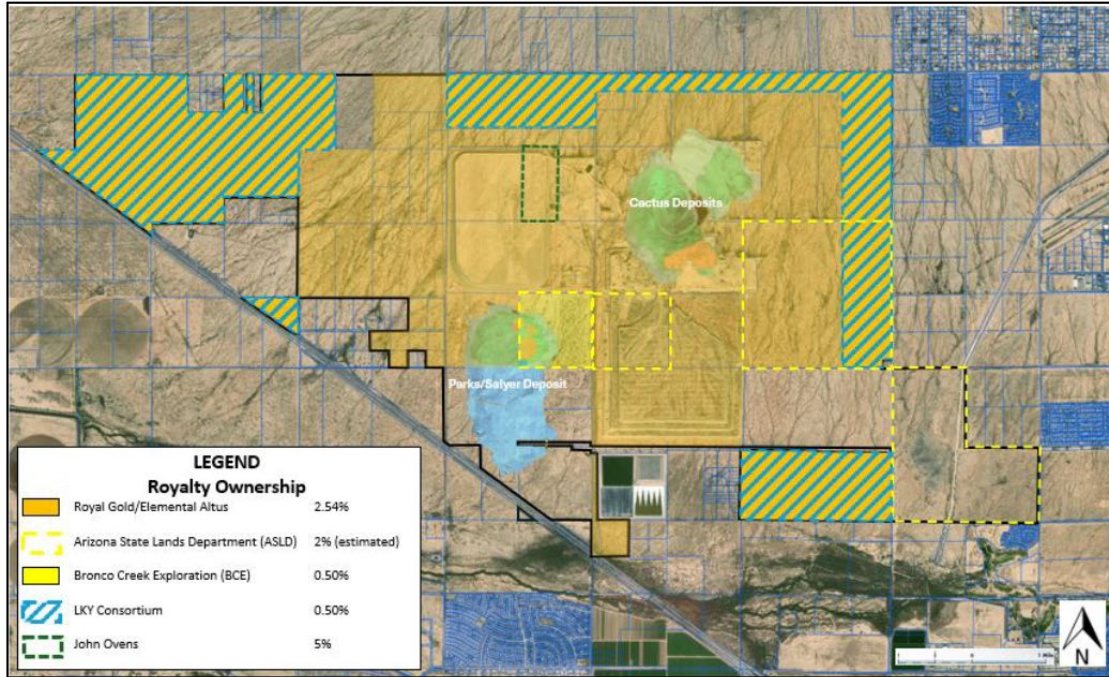 Cactus Deposits
Parks/Salyer Deposit
LEGEND
Royalty Ownership
Royal Gold/Elemental Altus 2.54%
Arizona State Lands Department (ASLD) 2% (estimated)
Bronco Creek Exploration (BCE) 0.50%
LKY Consortium 0.50%
John Ovens 5%
N